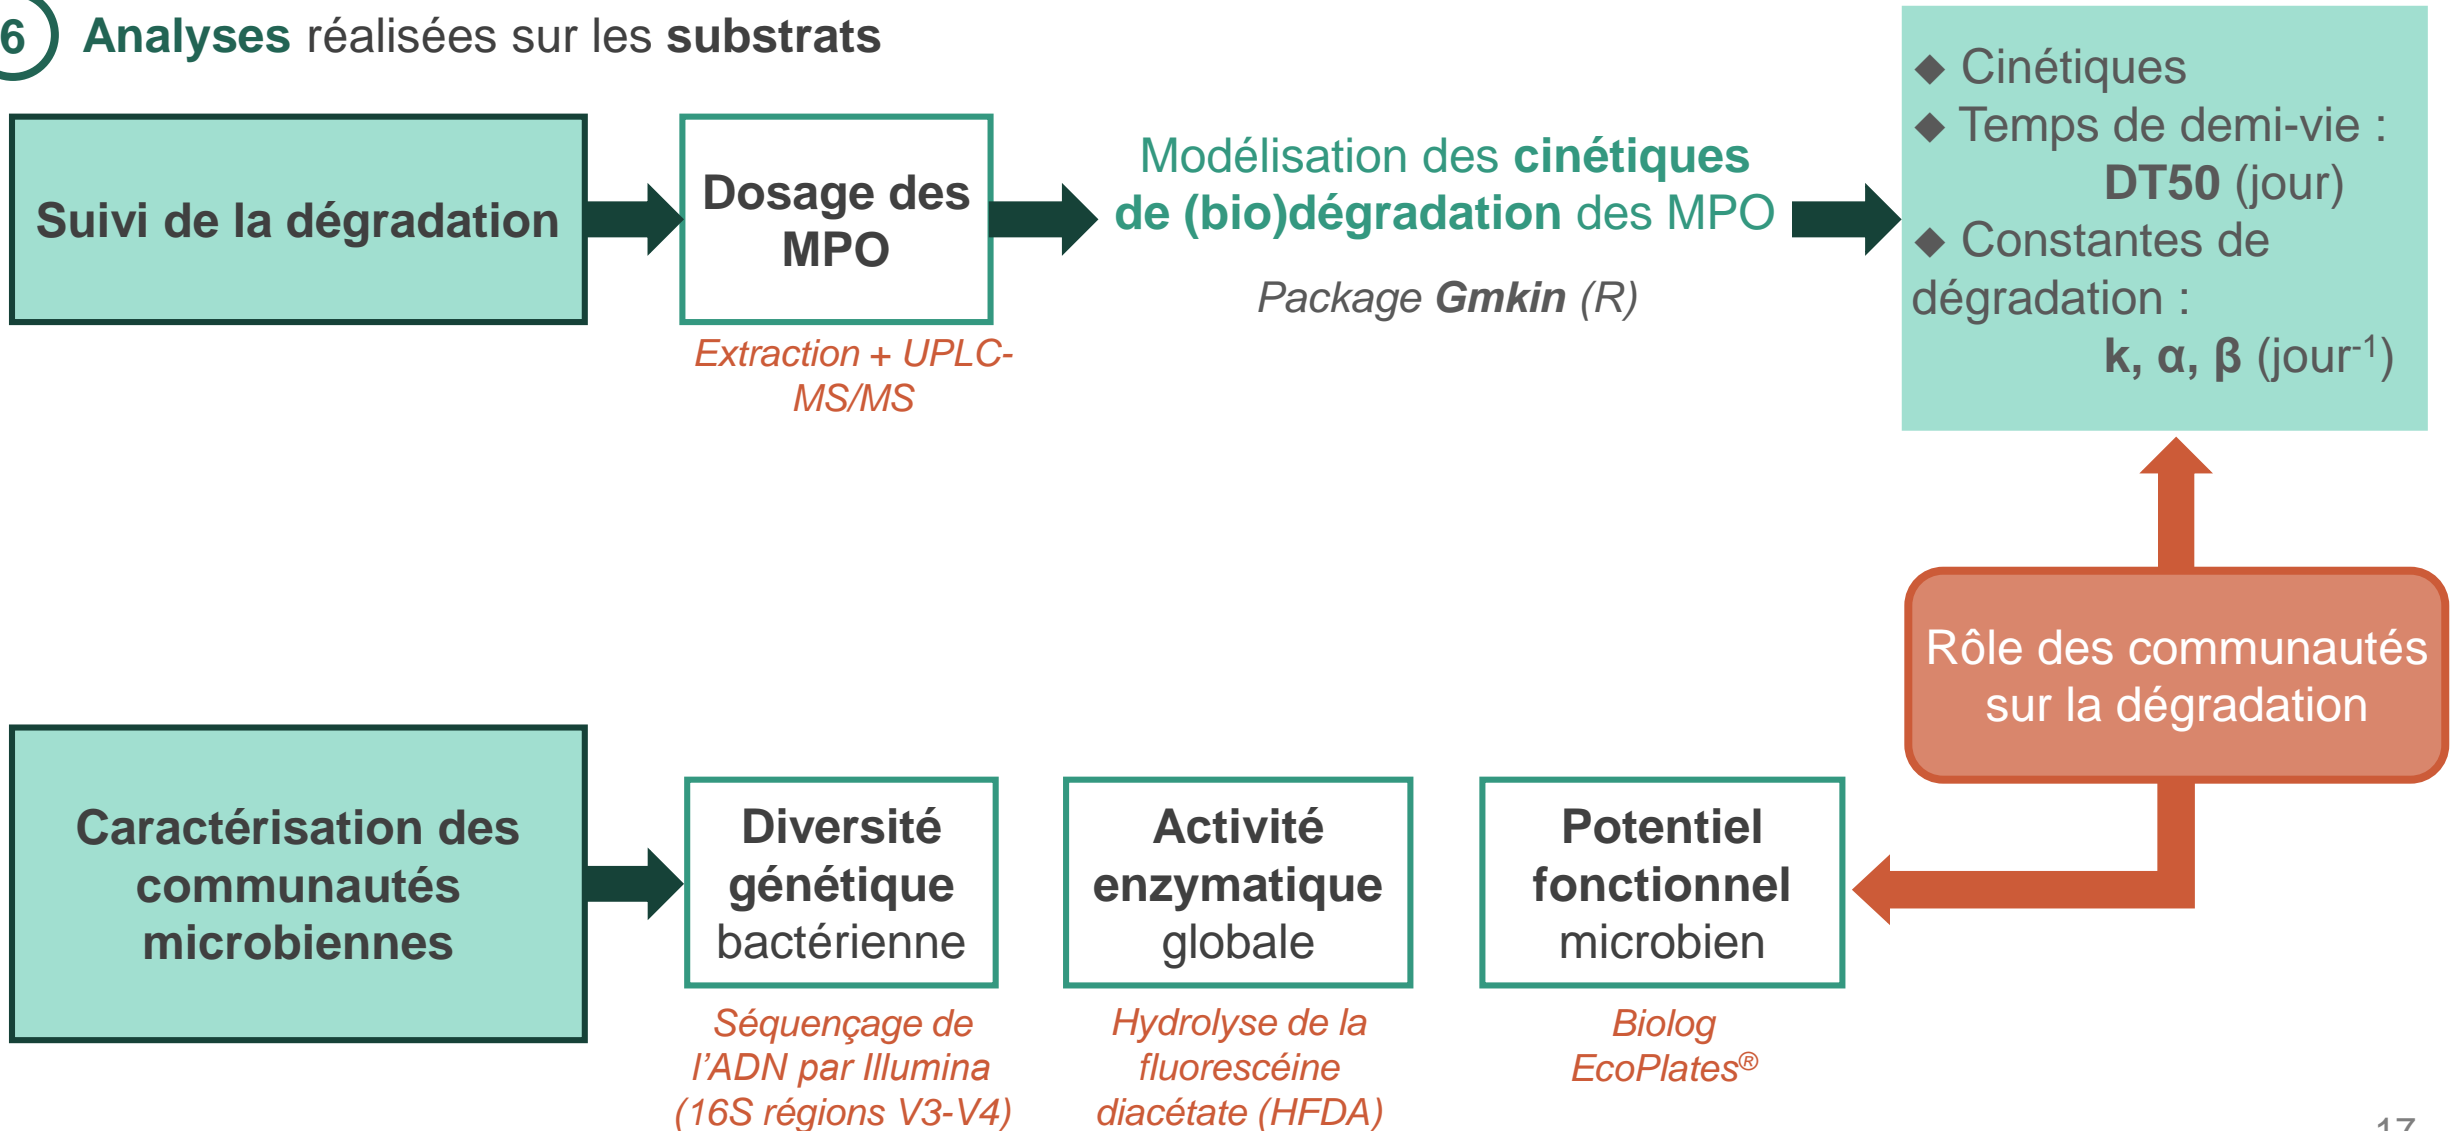 6 Analyses réalisées sur les substrats
Suivi de la dégradation
Dosage des
MPO
Extraction + UPLC-
MS/MS
Modélisation des cinétiques
de (bio)dégradation des MPO
Package Gmkin (R)
◆ Cinétiques
◆ Temps de demi-vie :
DT50 (jour)
◆ Constantes de
dégradation :
k, α, β (jour⁻¹)
Rôle des communautés
sur la dégradation
Caractérisation des
communautés
microbiennes
Diversité
génétique
bactérienne
Séquençage de
l'ADN par Illumina
(16S régions V3-V4)
Activité
enzymatique
globale
Hydrolyse de la
fluorescéine
diacétate (HFDA)
Potentiel
fonctionnel
microbien
Biolog
EcoPlates®
17